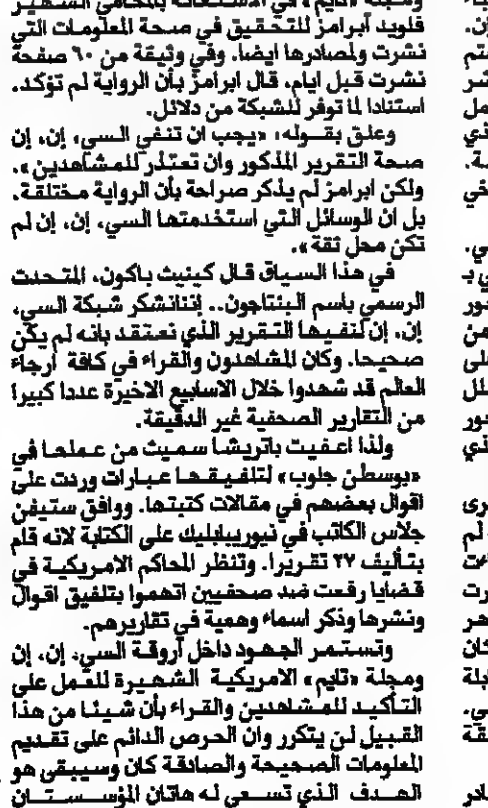 ومجلة «تايم» في الاستعانة بالمحامي الشهير
فلويد أبرامز للتحقيق في صحة المعلومات التي
نشرت ولمصادرها ايضا. وفي وثيقة من ٦٠ صفحة
نشرت قبل ايام، قال ابرامز بأن الرواية لم تؤكد،
استنادا لما توفر للشبكة من دلائل.
وعلق بقوله: «يجب ان تنفي السي، إن، إن
صحة التقرير المذكور وان تعتذر للمشاهدين».
ولكن ابرامز لم يذكر صراحة بأن الرواية مختلقة،
بل ان الوسائل التي استخدمتها السي، إن، إن لم
تكن محل ثقة».
في هذا السياق قال كينيث باكون، المتحدث
الرسمي باسم البنتاجون.. إننانشكر شبكة السي،
إن، إن لنفيها التقرير الذي نعتقد بانه لم يكن
صحيحا. وكان المشاهدون والقراء في كافة ارجاء
العالم قد شهدوا خلال الاسابيع الاخيرة عددا كبيرا
من التقارير الصحفية غير الدقيقة.
ولذا اعفيت باتريشا سميث من عملها في
«بوسطن جلوب» لتلفيقها عبارات وردت على
اقوال بعضهم في مقالات كتبتها. ووافق ستيفن
جلاس الكاتب في نيوريبابليك على الكتابة لانه قام
بتأليف ٢٧ تقريرا. وتنظر المحاكم الامريكية في
قضايا رفعت ضد صحفيين اتهموا بتلفيق اقوال
ونشرها وذكر اسماء وهمية في تقاريرهم.
وتستمر الجهود داخل أروقة السي، إن، إن
ومجلة «تايم» الامريكية الشهيرة للعمل على
التأكيد للمشاهدين والقراء بأن شيئا من هذا
القبيل لن يتكرر وان الحرص الدائم على تقديم
المعلومات الصحيحة والصادقة كان وسيبقى هو
الهدف الذي تسعى له هاتان المؤسستان